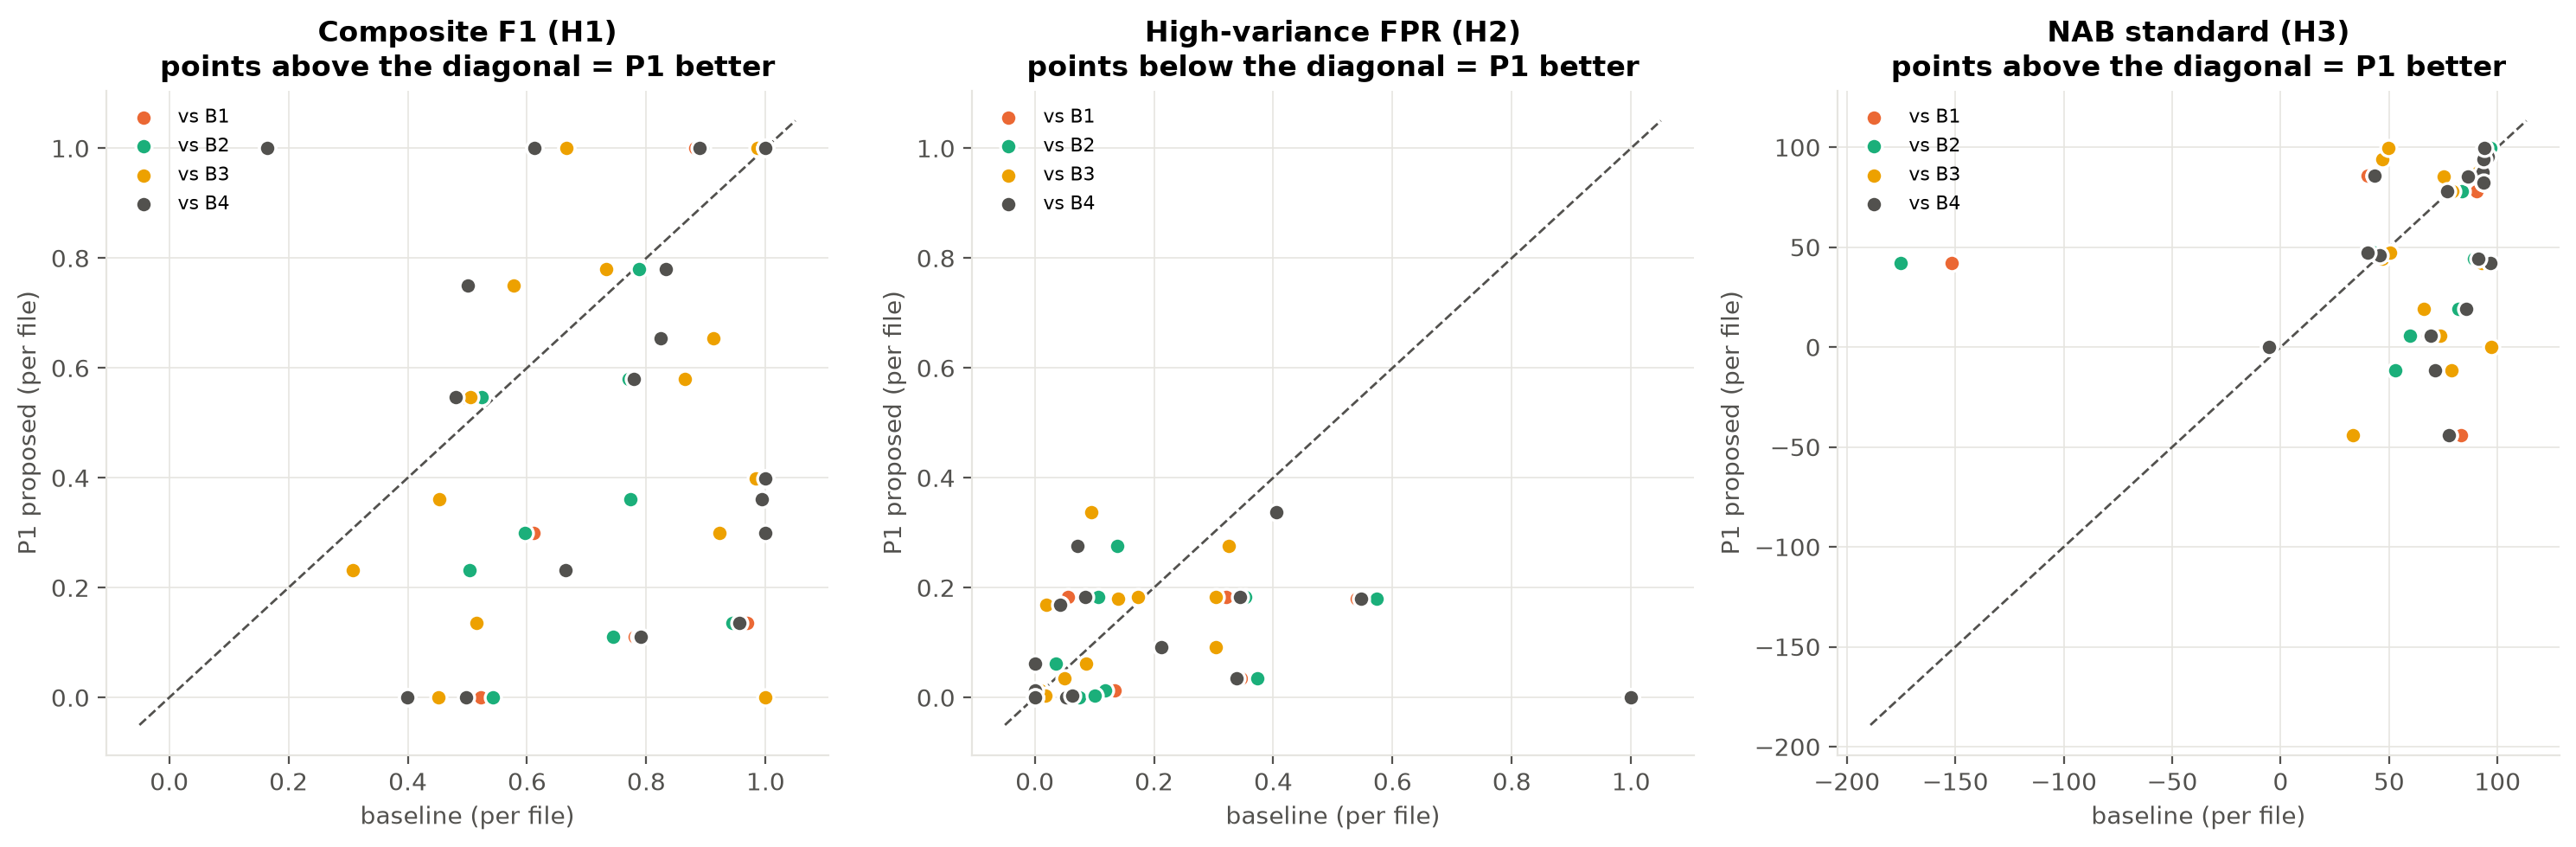 Composite F1 (H1)
points above the diagonal = P1 better
vs B1
vs B2
vs B3
vs B4
P1 proposed (per file)
1.0
0.8
0.6
0.4
0.2
0.0
0.0 0.2 0.4 0.6 0.8 1.0
baseline (per file)
High-variance FPR (H2)
points below the diagonal = P1 better
vs B1
vs B2
vs B3
vs B4
P1 proposed (per file)
1.0
0.8
0.6
0.4
0.2
0.0
0.0 0.2 0.4 0.6 0.8 1.0
baseline (per file)
NAB standard (H3)
points above the diagonal = P1 better
vs B1
vs B2
vs B3
vs B4
P1 proposed (per file)
100
50
0
−50
−100
−150
−200
−200 −150 −100 −50 0 50 100
baseline (per file)